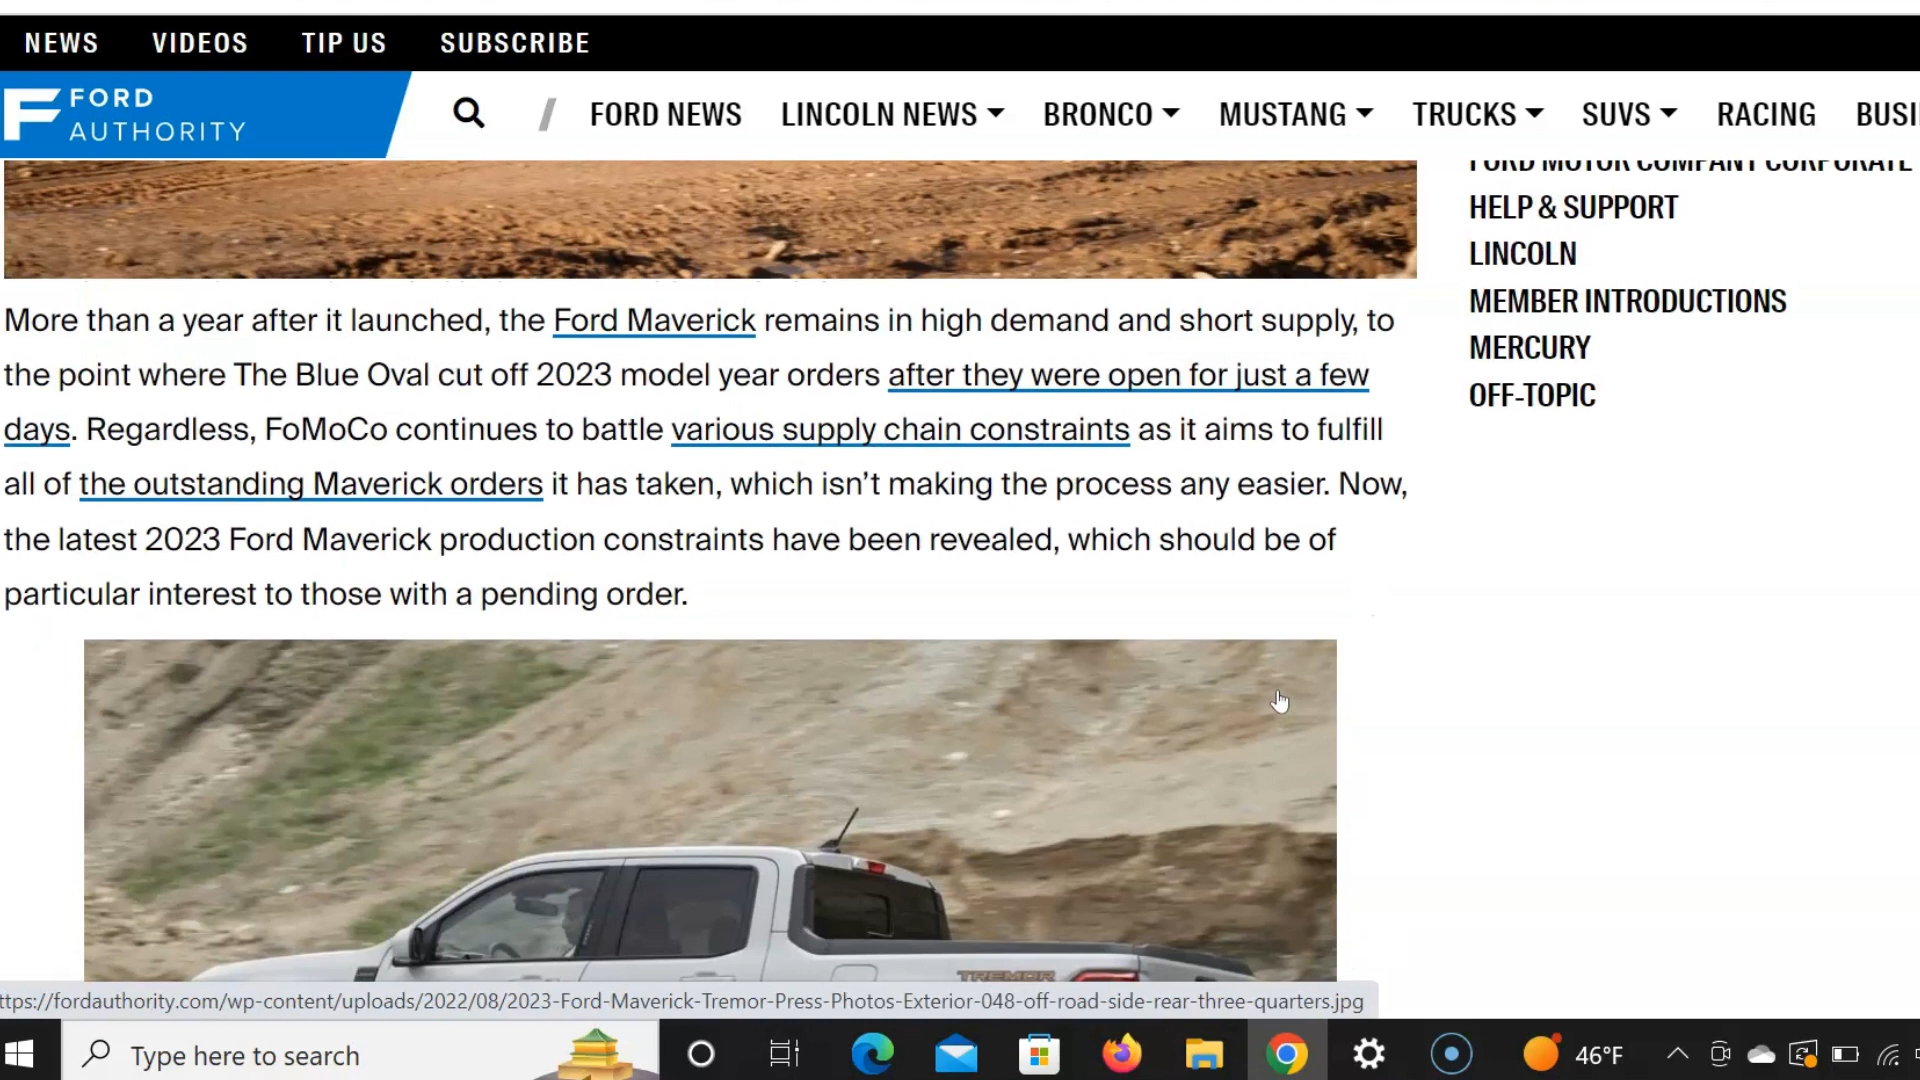 NEWS VIDEOS TIP US SUBSCRIBE
FORD
AUTHORITY
FORD NEWS LINCOLN NEWS BRONCO MUSTANG TRUCKS SUVS RACING BUSI
FORD MOTOR COMPANY CORPORATE
HELP & SUPPORT
LINCOLN
MEMBER INTRODUCTIONS
MERCURY
OFF-TOPIC
More than a year after it launched, the Ford Maverick remains in high demand and short supply, to
the point where The Blue Oval cut off 2023 model year orders after they were open for just a few
days. Regardless, FoMoCo continues to battle various supply chain constraints as it aims to fulfill
all of the outstanding Maverick orders it has taken, which isn’t making the process any easier. Now,
the latest 2023 Ford Maverick production constraints have been revealed, which should be of
particular interest to those with a pending order.
TREMOR
ttps://fordauthority.com/wp-content/uploads/2022/08/2023-Ford-Maverick-Tremor-Press-Photos-Exterior-048-off-road-side-rear-three-quarters.jpg
Type here to search
46°F